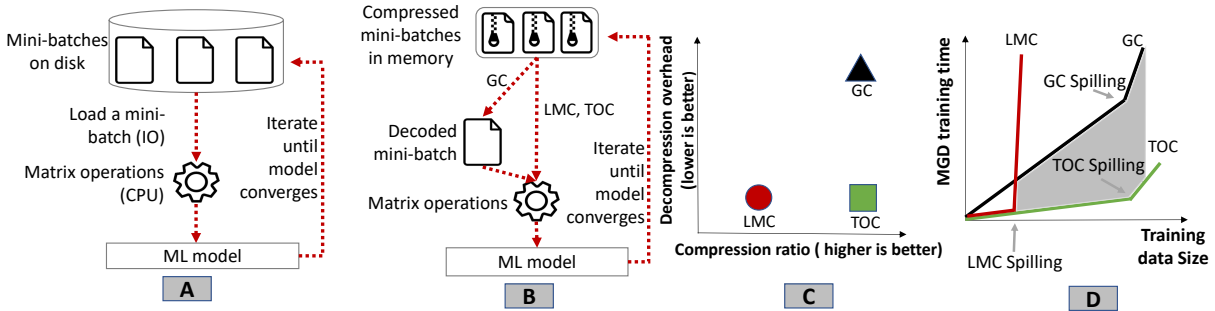 Mini-batches
on disk
Load a mini-
batch (IO)
Matrix operations
(CPU)
Iterate
until
model
converges
ML model
A
Compressed
mini-batches
in memory
GC
LMC, TOC
Decoded
mini-batch
Matrix operations
Iterate
until
model
converges
ML model
B
Decompression overhead
(lower is better)
GC
LMC
TOC
Compression ratio ( higher is better)
C
MGD training time
LMC
GC
GC Spilling
TOC
TOC Spilling
LMC Spilling
Training
data Size
D